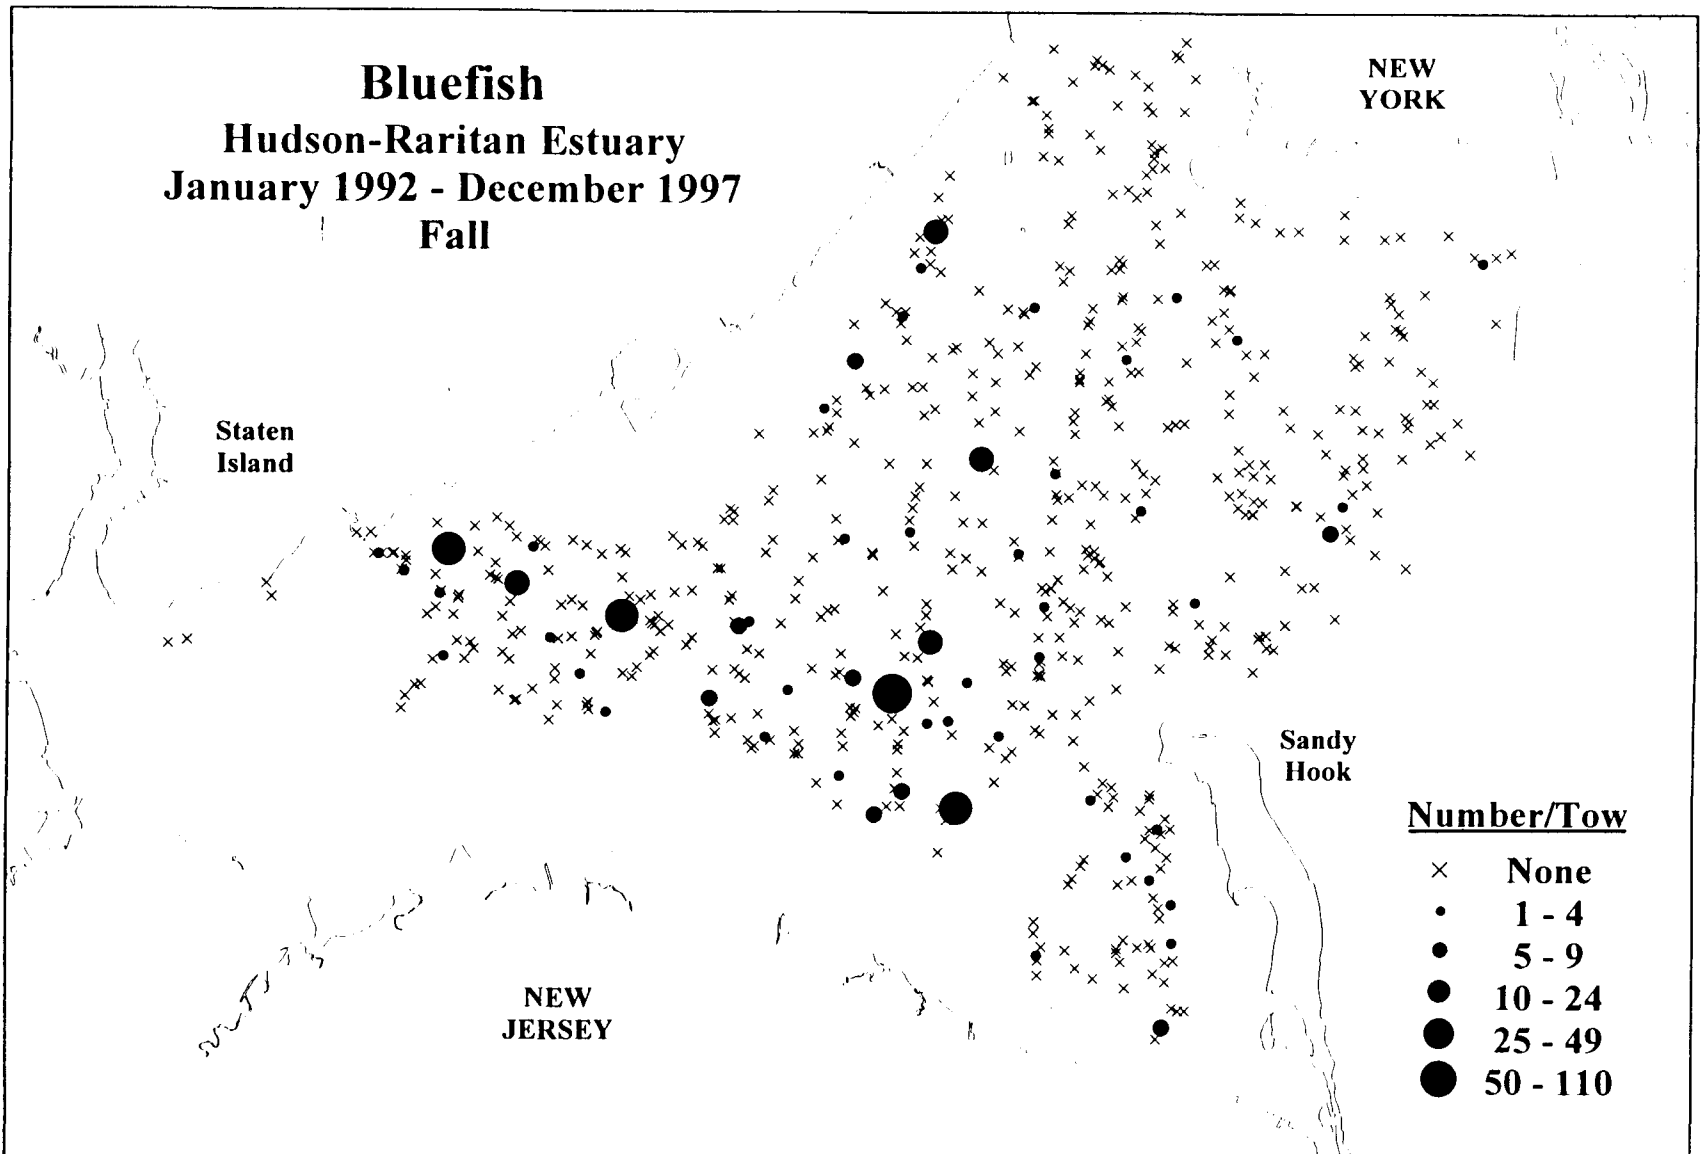 Bluefish
Hudson-Raritan Estuary
January 1992 - December 1997
Fall
NEW
YORK
Staten
Island
Sandy
Hook
NEW
JERSEY
Number/Tow
None
1 - 4
5 - 9
10 - 24
25 - 49
50 - 110